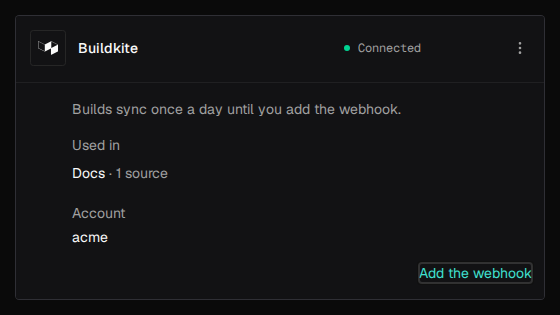 Buildkite
Connected
Builds sync once a day until you add the webhook.
Used in
Docs · 1 source
Account
acme
Add the webhook